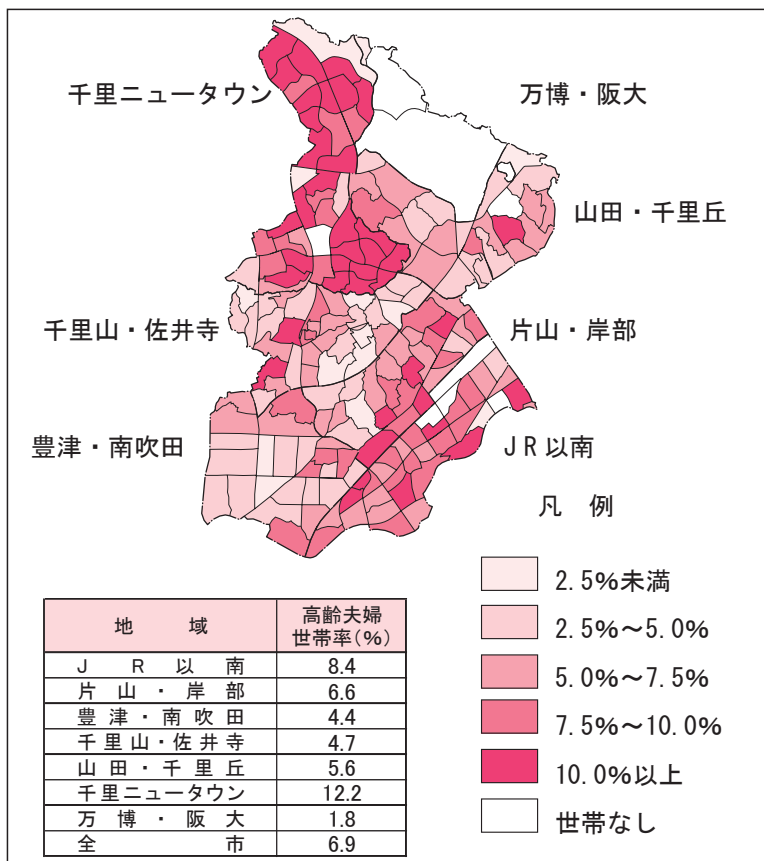 千里ニュータウン
万博・阪大
山田・千里丘
千里山・佐井寺
片山・岸部
豊津・南吹田
JR以南
凡 例
2.5%未満
2.5%～5.0%
5.0%～7.5%
7.5%～10.0%
10.0%以上
世帯なし
地 域 高齢夫婦
世帯率(%)
J R 以 南 8.4
片 山 ・ 岸 部 6.6
豊 津 ・ 南 吹 田 4.4
千 里 山 ・ 佐 井 寺 4.7
山 田 ・ 千 里 丘 5.6
千里ニュータウン 12.2
万 博 ・ 阪 大 1.8
全 市 6.9